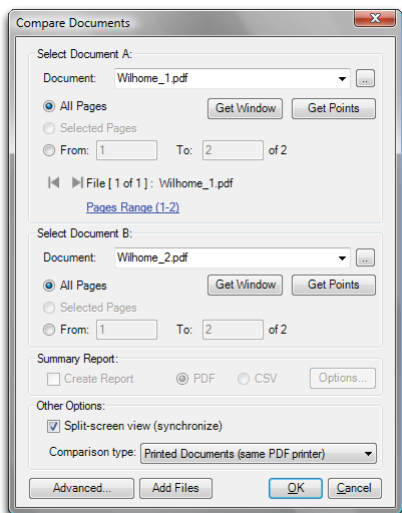 Compare Documents
Select Document A:
Document: Wilhome_1.pdf ..
All Pages Get Window Get Points
Selected Pages
From: 1 To: 2 of 2
File [ 1 of 1 ] : Wilhome_1.pdf
Pages Range (1-2)
Select Document B:
Document: Wilhome_2.pdf ..
All Pages Get Window Get Points
Selected Pages
From: 1 To: 2 of 2
Summary Report:
Create Report PDF CSV Options...
Other Options:
Split-screen view (synchronize)
Comparison type: Printed Documents (same PDF printer)
Advanced... Add Files OK Cancel